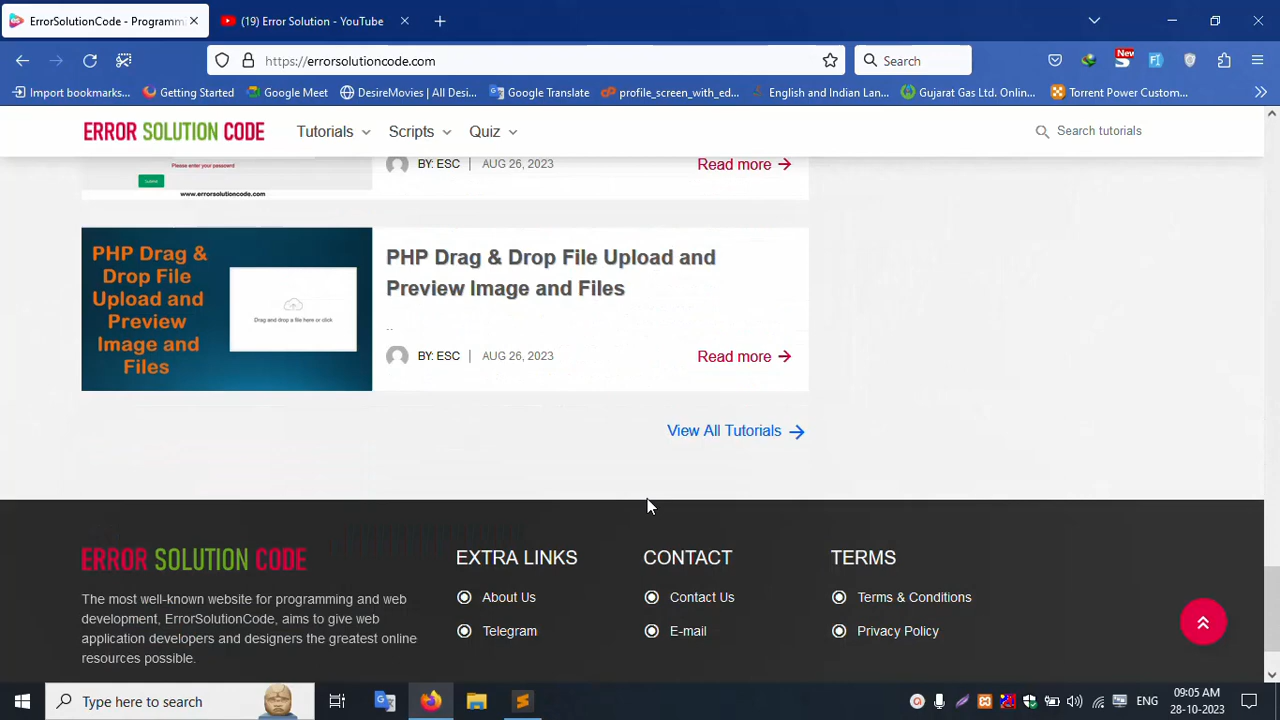 ErrorSolutionCode - Programm
(19) Error Solution - YouTube
https://errorsolutioncode.com
Search
New
Import bookmarks...
Getting Started
Google Meet
DesireMovies | All Desi...
Google Translate
profile_screen_with_ed...
English and Indian Lan...
Gujarat Gas Ltd. Onlin...
Torrent Power Custom...
ERROR SOLUTION CODE
Tutorials
Scripts
Quiz
Search tutorials
Please enter your password
www.errorsolutioncode.com
BY: ESC | AUG 26, 2023
Read more
PHP Drag &
Drop File
Upload and
Preview
Image and
Files
Drag and drop a file here or click
PHP Drag & Drop File Upload and
Preview Image and Files
..
BY: ESC | AUG 26, 2023
Read more
View All Tutorials
ERROR SOLUTION CODE
The most well-known website for programming and web
development, ErrorSolutionCode, aims to give web
application developers and designers the greatest online
resources possible.
EXTRA LINKS
About Us
Telegram
CONTACT
Contact Us
E-mail
TERMS
Terms & Conditions
Privacy Policy
Type here to search
ENG
09:05 AM
28-10-2023